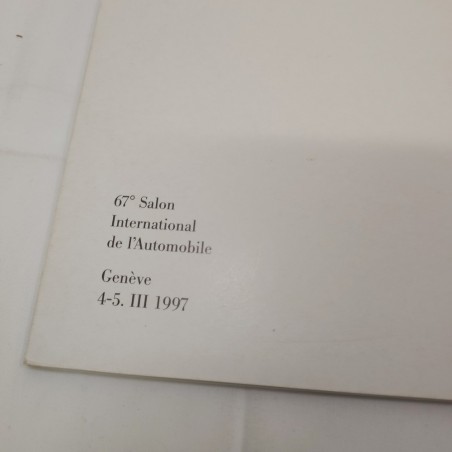 67° Salon
International
de l'Automobile
Genève
4-5. III 1997